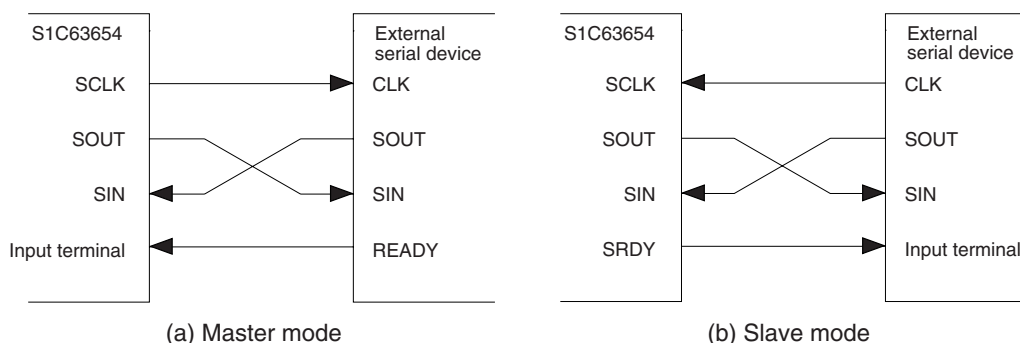 S1C63654
SCLK
SOUT
SIN
Input terminal
External
serial device
CLK
SOUT
SIN
READY
(a) Master mode
S1C63654
SCLK
SOUT
SIN
SRDY
External
serial device
CLK
SOUT
SIN
Input terminal
(b) Slave mode